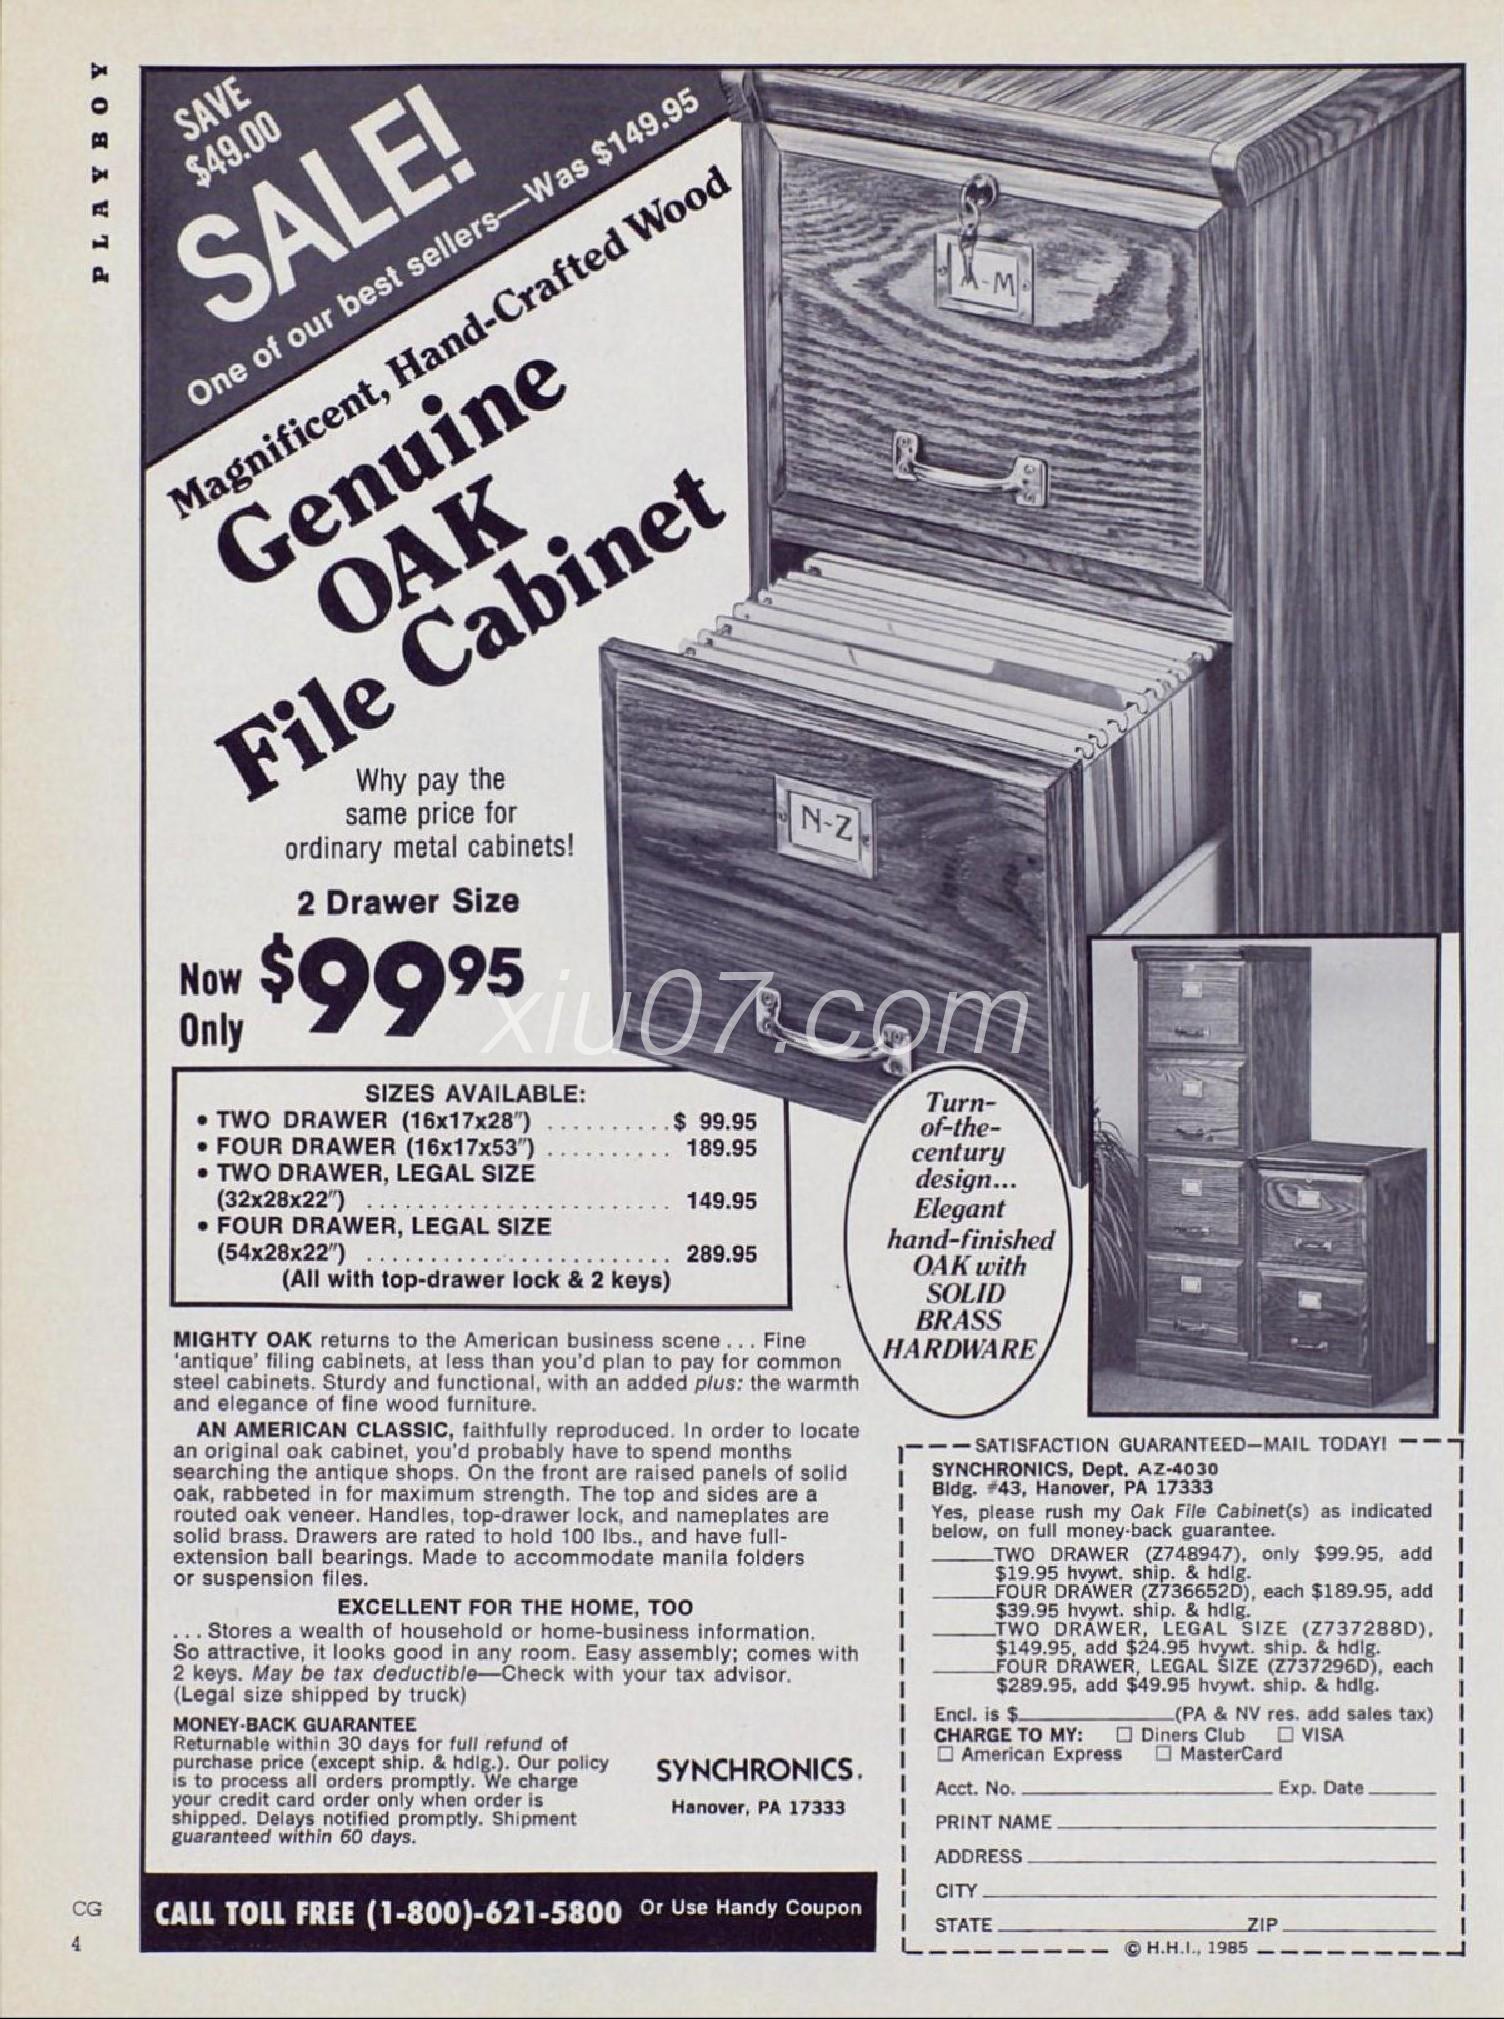 PLAYBOY
SAVE
$49.00
SALE!
One of our best sellers—Was $149.95
Magnificent, Hand-Crafted Wood
Genuine
OAK
File Cabinet
A-M
N-Z
Why pay the
same price for
ordinary metal cabinets!
2 Drawer Size
Now
Only
$99 95
xiu07.com
SIZES AVAILABLE:
• TWO DRAWER (16x17x28") .......... $ 99.95
• FOUR DRAWER (16x17x53") .......... 189.95
• TWO DRAWER, LEGAL SIZE
(32x28x22") ........................ 149.95
• FOUR DRAWER, LEGAL SIZE
(54x28x22") ........................ 289.95
(All with top-drawer lock & 2 keys)
Turn-
of-the-
century
design...
Elegant
hand-finished
OAK with
SOLID
BRASS
HARDWARE
MIGHTY OAK returns to the American business scene ... Fine
'antique' filing cabinets, at less than you'd plan to pay for common
steel cabinets. Sturdy and functional, with an added plus: the warmth
and elegance of fine wood furniture.
AN AMERICAN CLASSIC, faithfully reproduced. In order to locate
an original oak cabinet, you'd probably have to spend months
searching the antique shops. On the front are raised panels of solid
oak, rabbeted in for maximum strength. The top and sides are a
routed oak veneer. Handles, top-drawer lock, and nameplates are
solid brass. Drawers are rated to hold 100 lbs., and have full-
extension ball bearings. Made to accommodate manila folders
or suspension files.
EXCELLENT FOR THE HOME, TOO
... Stores a wealth of household or home-business information.
So attractive, it looks good in any room. Easy assembly; comes with
2 keys. May be tax deductible—Check with your tax advisor.
(Legal size shipped by truck)
MONEY-BACK GUARANTEE
Returnable within 30 days for full refund of
purchase price (except ship. & hdlg.). Our policy
is to process all orders promptly. We charge
your credit card order only when order is
shipped. Delays notified promptly. Shipment
guaranteed within 60 days.
SYNCHRONICS.
Hanover, PA 17333
CALL TOLL FREE (1-800)-621-5800 Or Use Handy Coupon
SATISFACTION GUARANTEED—MAIL TODAY!
SYNCHRONICS, Dept. AZ-4030
Bldg. #43, Hanover, PA 17333
Yes, please rush my Oak File Cabinet(s) as indicated
below, on full money-back guarantee.
______TWO DRAWER (Z748947), only $99.95, add
$19.95 hvywt. ship. & hdlg.
______FOUR DRAWER (Z736652D), each $189.95, add
$39.95 hvywt. ship. & hdlg.
______TWO DRAWER, LEGAL SIZE (Z737288D),
$149.95, add $24.95 hvywt. ship. & hdlg.
______FOUR DRAWER, LEGAL SIZE (Z737296D), each
$289.95, add $49.95 hvywt. ship. & hdlg.
Encl. is $______________(PA & NV res. add sales tax)
CHARGE TO MY: ☐ Diners Club ☐ VISA
☐ American Express ☐ MasterCard
Acct. No.______________________ Exp. Date______
PRINT NAME______________________
ADDRESS______________________
CITY______________________
STATE______________________ZIP______________
© H.H.I., 1985
CG
4